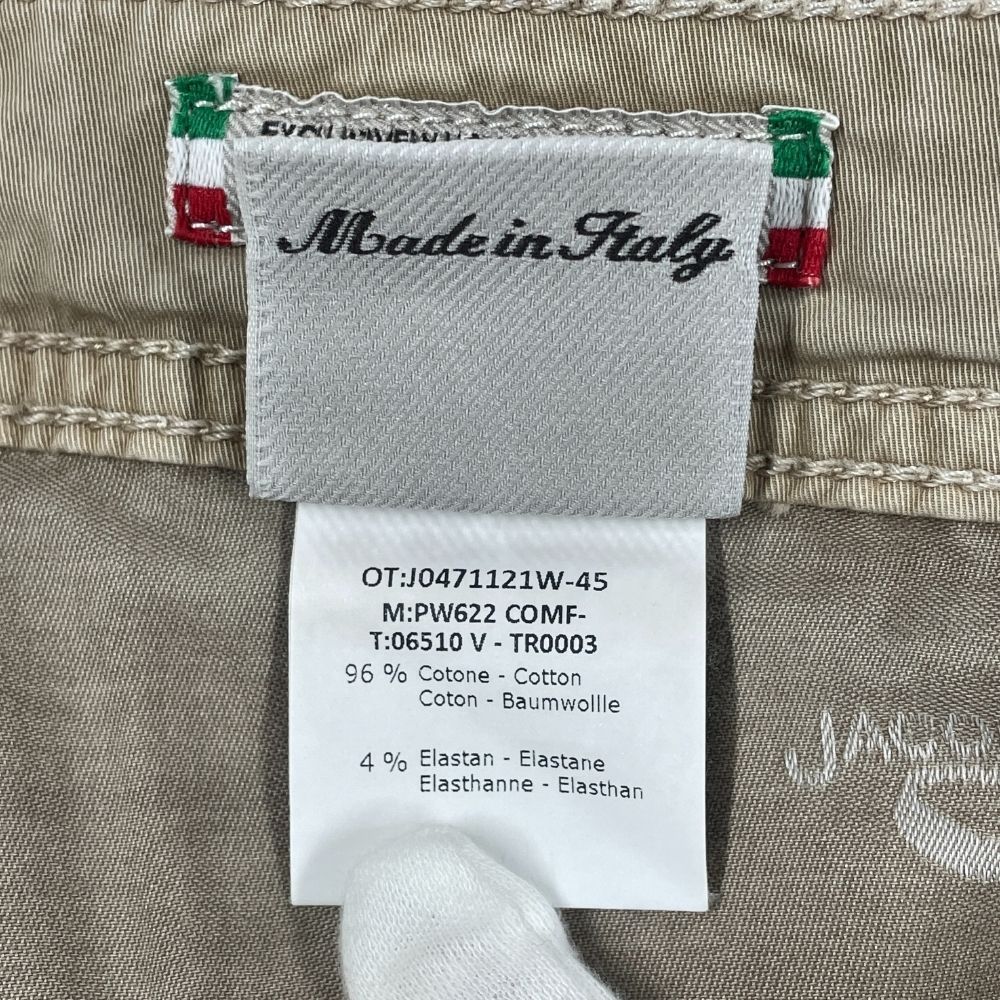 Made in Italy
OT:J0471121W-45
M:PW622 COMF-
T:06510 V - TR0003
96 % Cotone - Cotton
Coton - Baumwollle
4 % Elastan - Elastane
Elasthanne - Elasthan